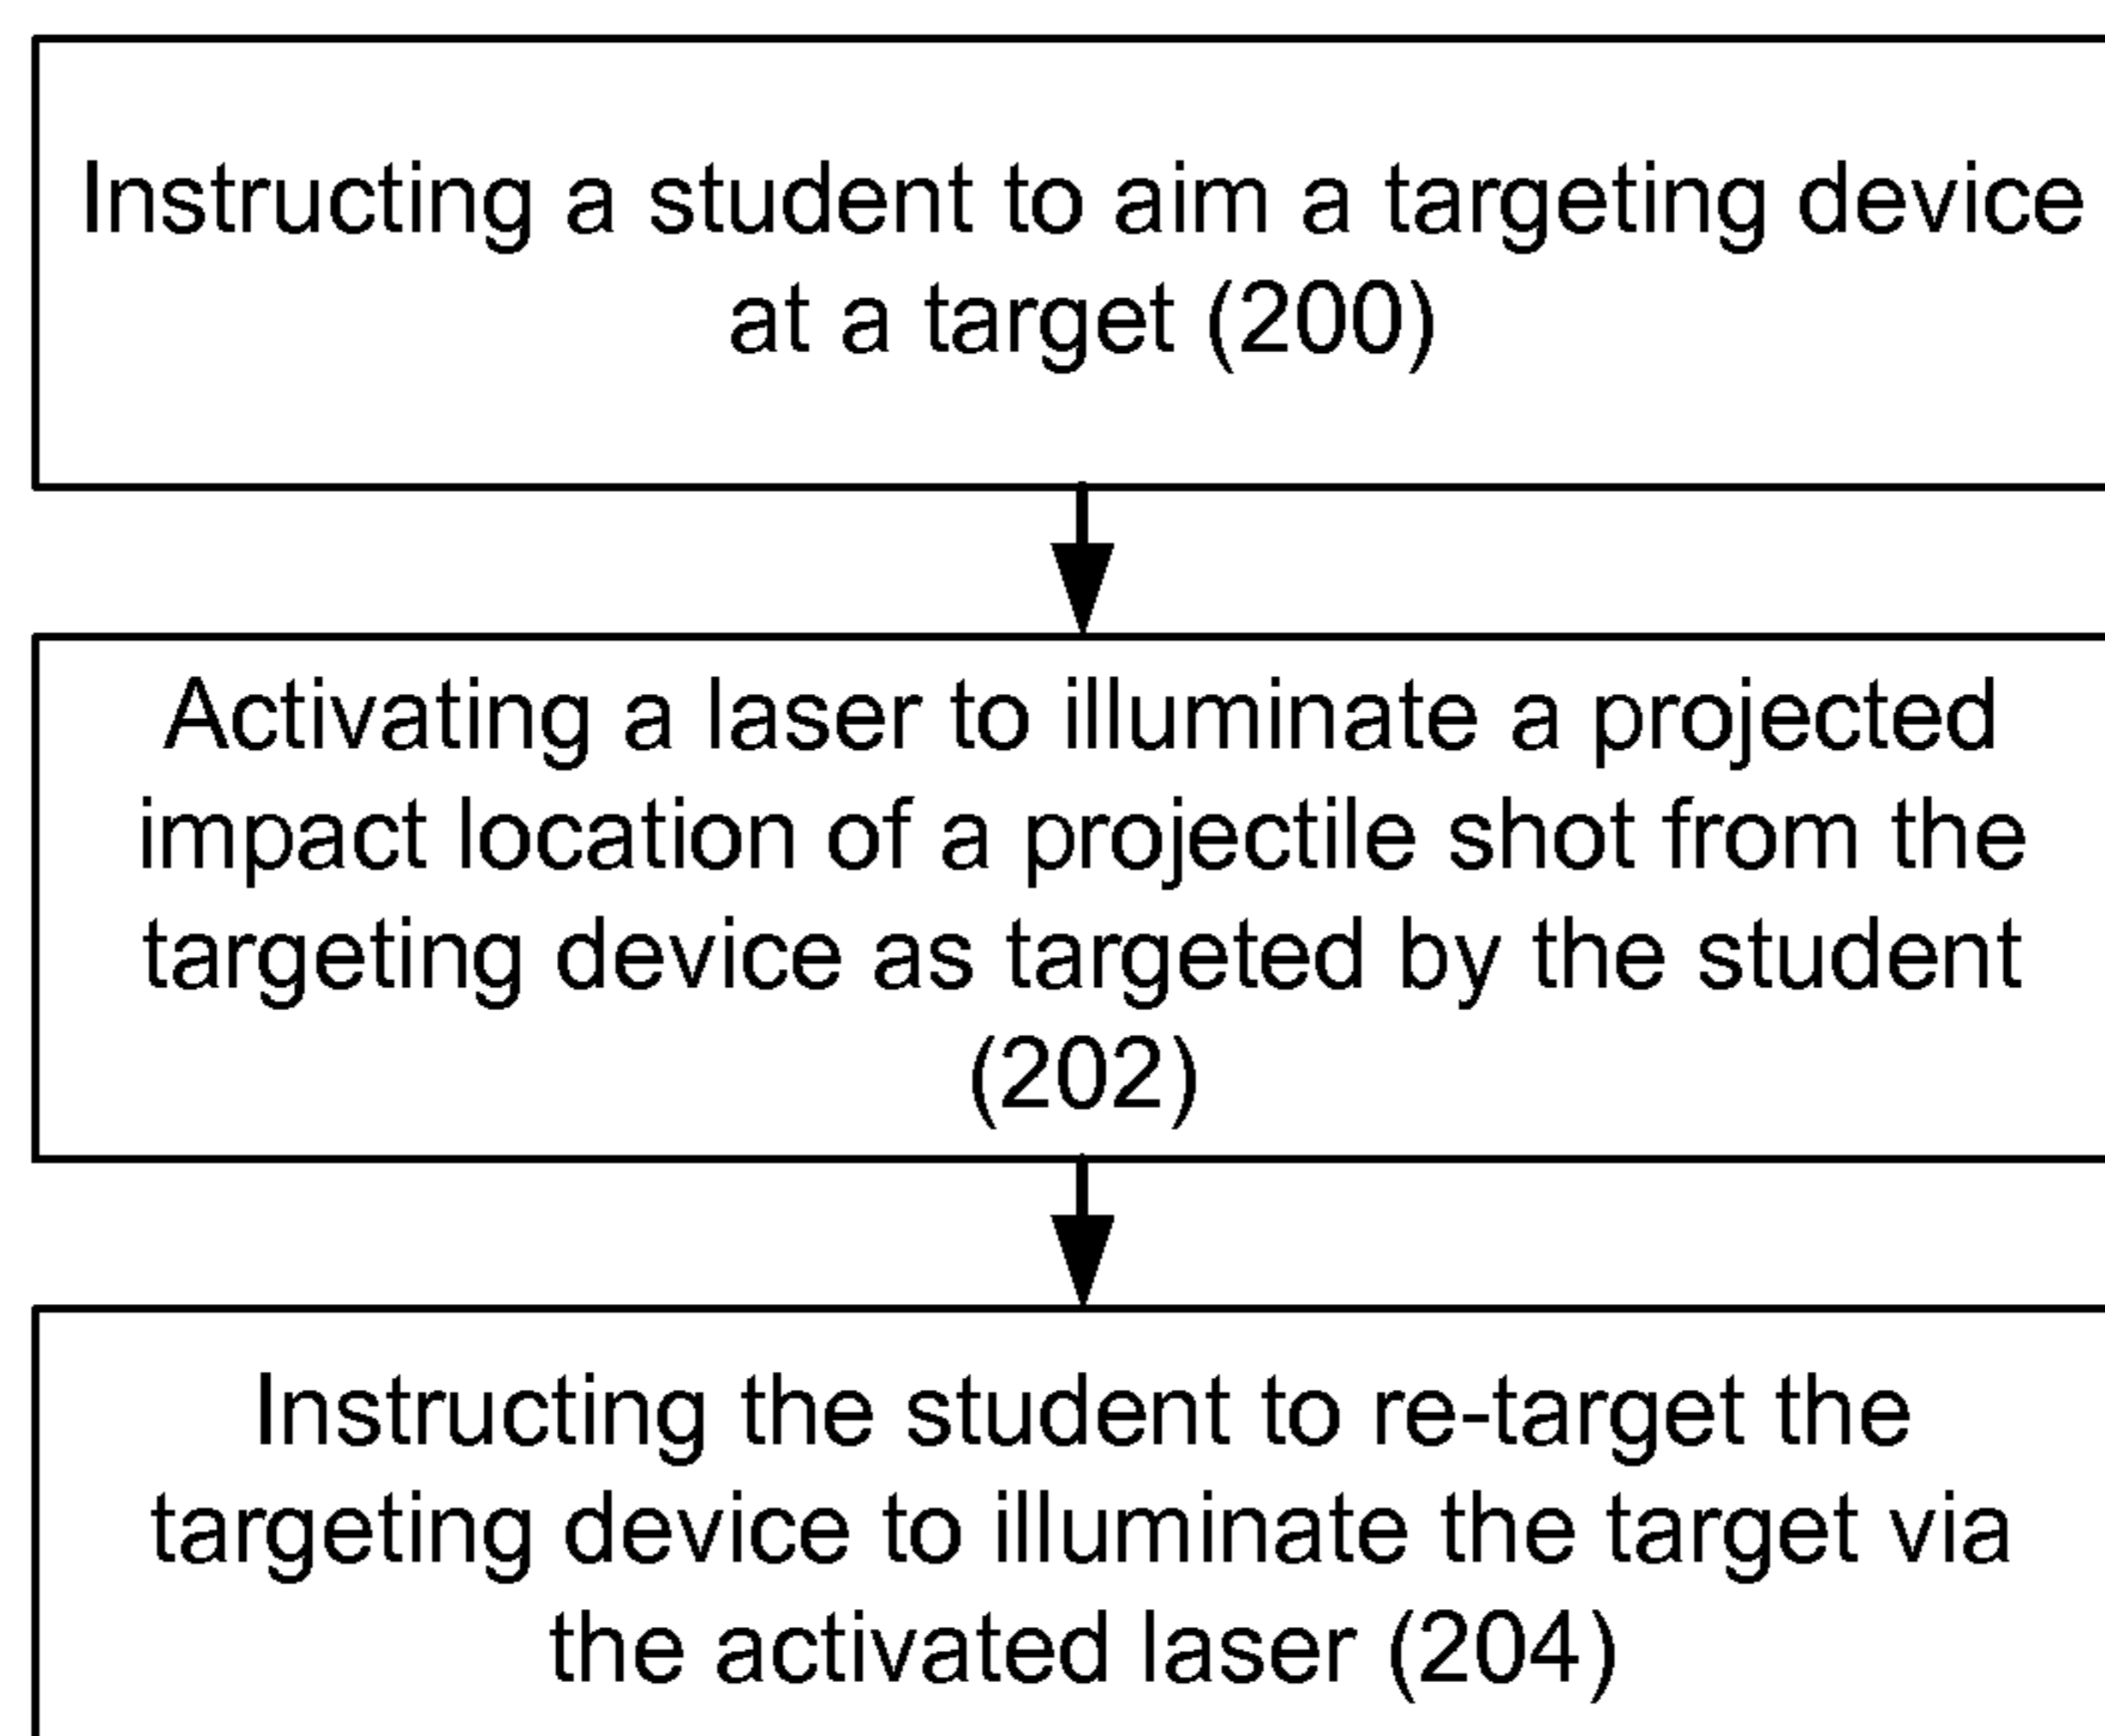 Instructing a student to aim a targeting device
at a target (200)
Activating a laser to illuminate a projected
impact location of a projectile shot from the
targeting device as targeted by the student
(202)
Instructing the student to re-target the
targeting device to illuminate the target via
the activated laser (204)